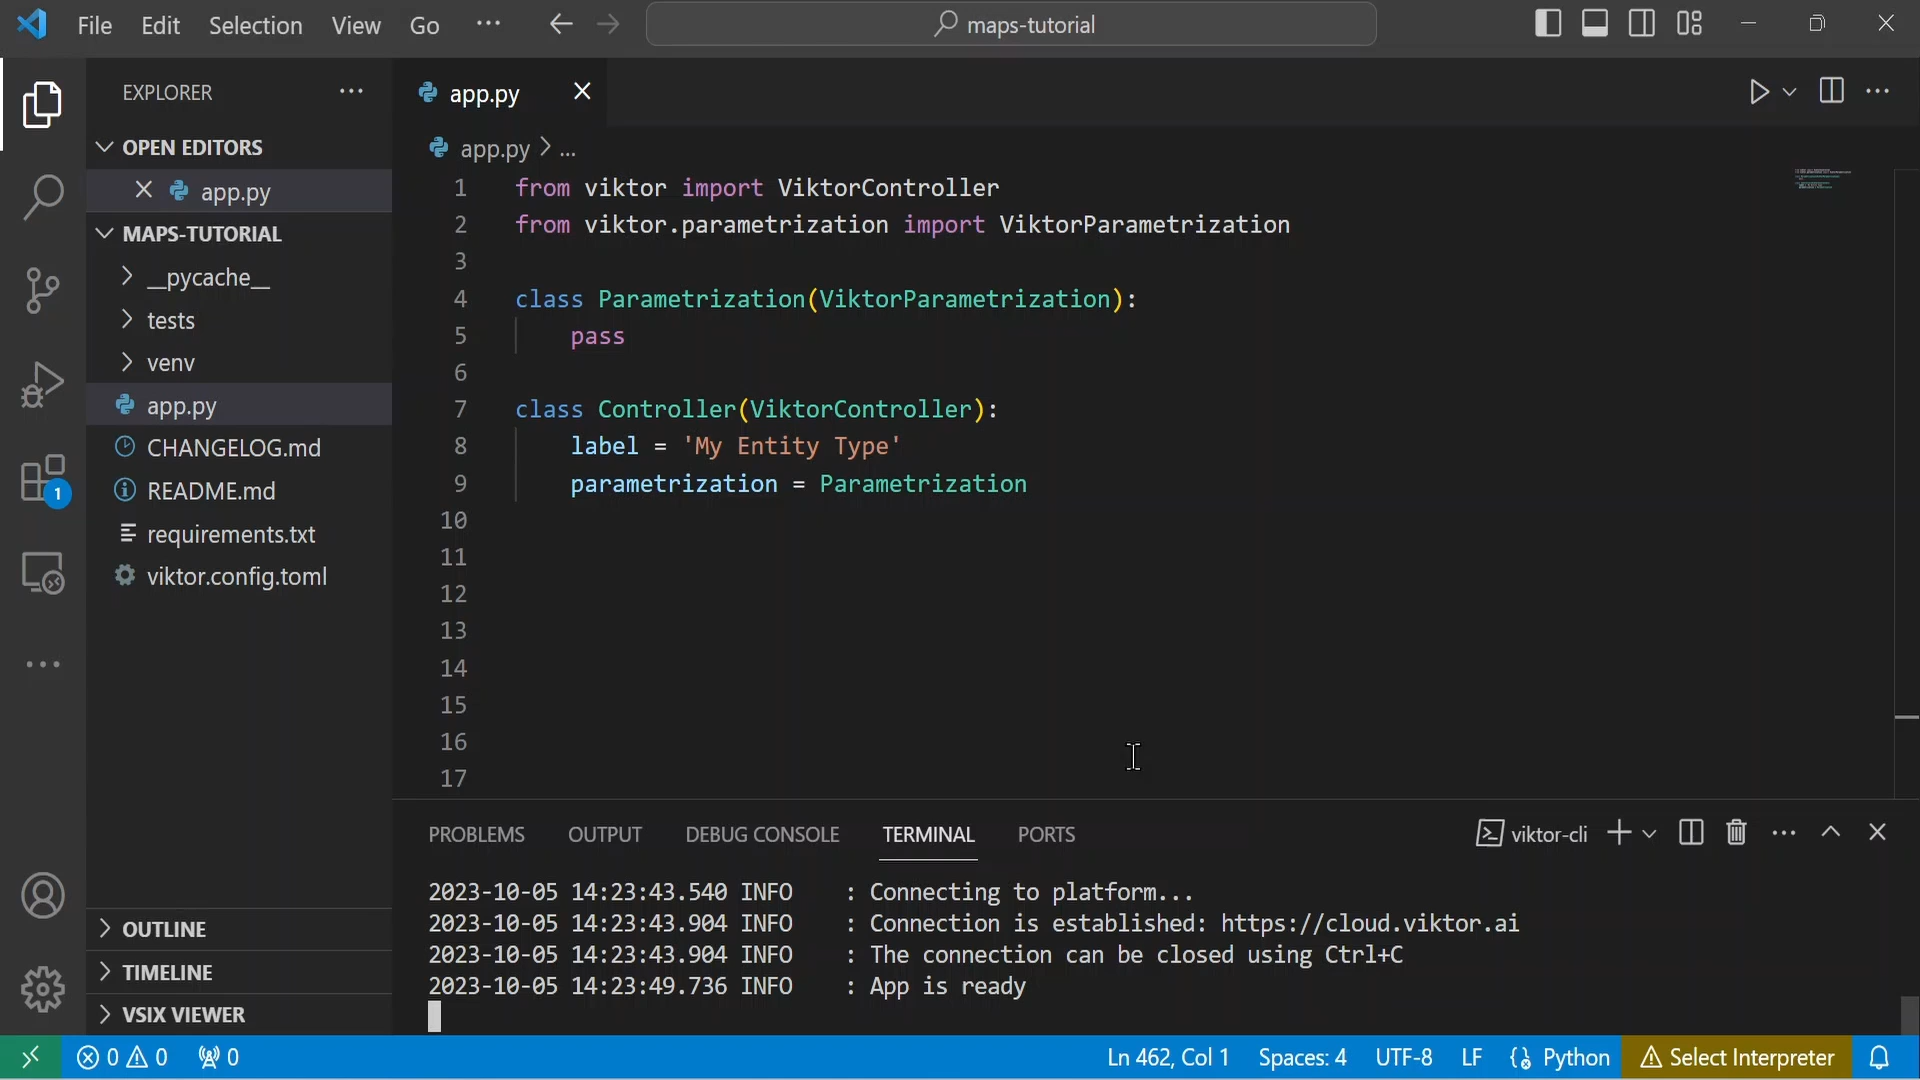 File Edit Selection View Go ··· maps-tutorial
EXPLORER ···
OPEN EDITORS
app.py
MAPS-TUTORIAL
__pycache__
tests
venv
app.py
CHANGELOG.md
README.md
requirements.txt
viktor.config.toml
OUTLINE
TIMELINE
VSIX VIEWER
1
app.py
app.py > ...
1 from viktor import ViktorController
2 from viktor.parametrization import ViktorParametrization
3
4 class Parametrization(ViktorParametrization):
5 pass
6
7 class Controller(ViktorController):
8 label = 'My Entity Type'
9 parametrization = Parametrization
10
11
12
13
14
15
16
17
PROBLEMS OUTPUT DEBUG CONSOLE TERMINAL PORTS viktor-cli
2023-10-05 14:23:43.540 INFO : Connecting to platform...
2023-10-05 14:23:43.904 INFO : Connection is established: https://cloud.viktor.ai
2023-10-05 14:23:43.904 INFO : The connection can be closed using Ctrl+C
2023-10-05 14:23:49.736 INFO : App is ready
0 0 0 Ln 462, Col 1 Spaces: 4 UTF-8 LF Python Select Interpreter